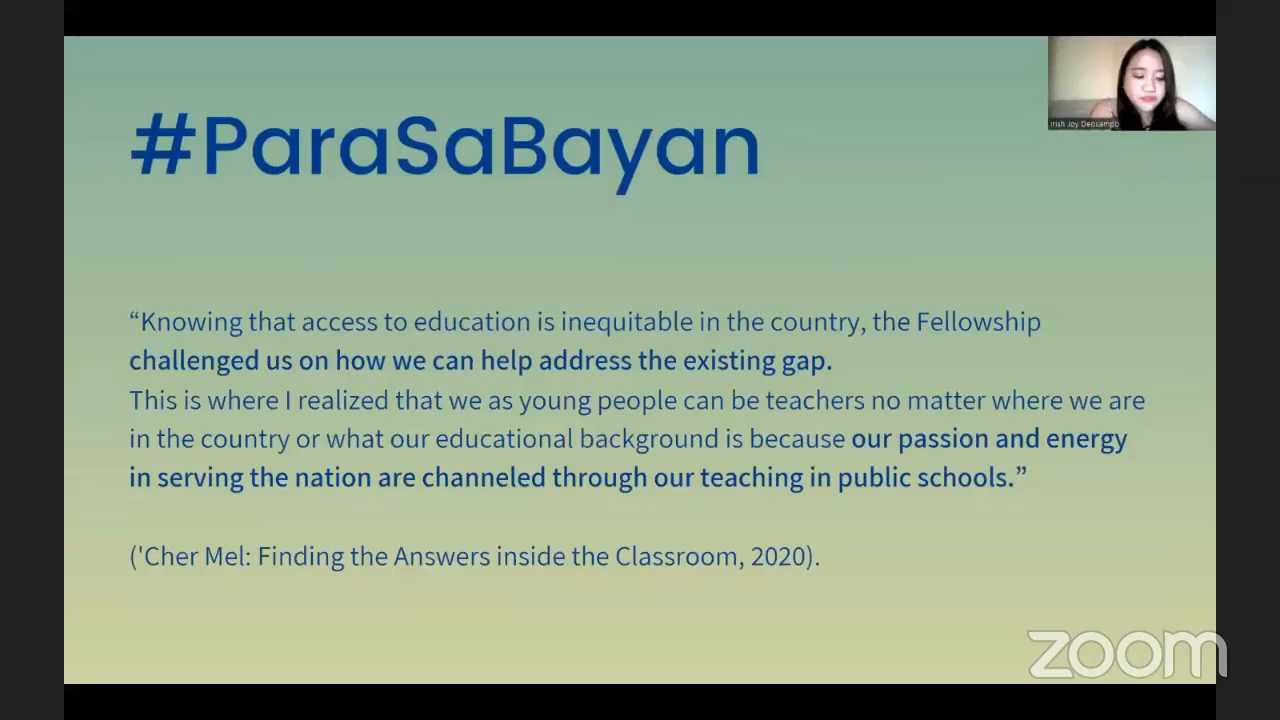 #ParaSaBayan
Irish Joy Deocampo
“Knowing that access to education is inequitable in the country, the Fellowship
challenged us on how we can help address the existing gap.
This is where I realized that we as young people can be teachers no matter where we are
in the country or what our educational background is because our passion and energy
in serving the nation are channeled through our teaching in public schools.”
('Cher Mel: Finding the Answers inside the Classroom, 2020).
zoom